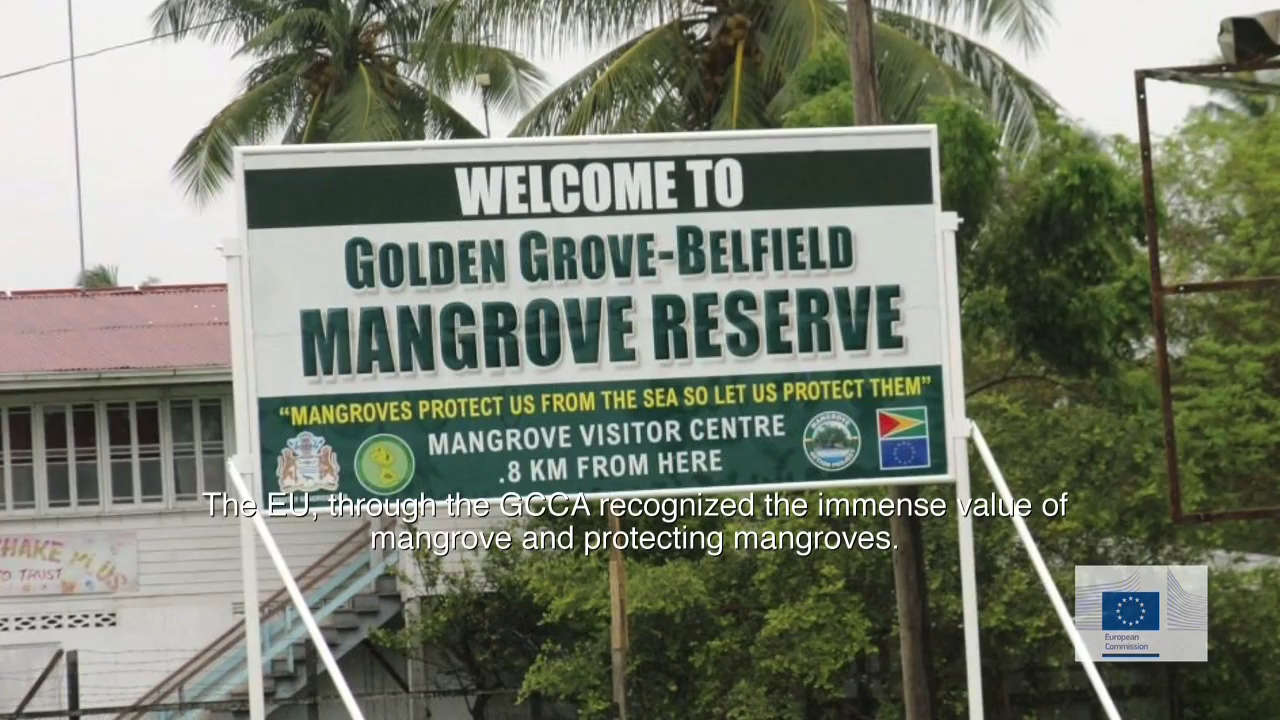 WELCOME TO
GOLDEN GROVE-BELFIELD
MANGROVE RESERVE
"MANGROVES PROTECT US FROM THE SEA SO LET US PROTECT THEM"
MANGROVE VISITOR CENTRE
.8 KM FROM HERE
The EU, through the GCCA recognized the immense value of
mangrove and protecting mangroves.
TRUST
European
Commission